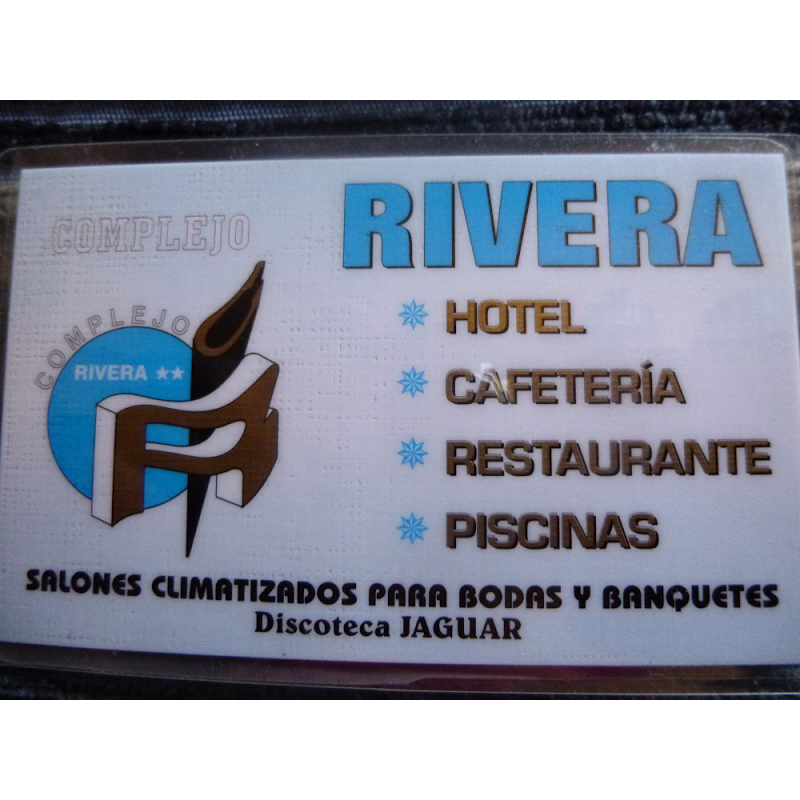 COMPLEJO
RIVERA
COMPLEJO
RIVERA ★★
HOTEL
CAFETERÍA
RESTAURANTE
PISCINAS
SALONES CLIMATIZADOS PARA BODAS Y BANQUETES
Discoteca JAGUAR